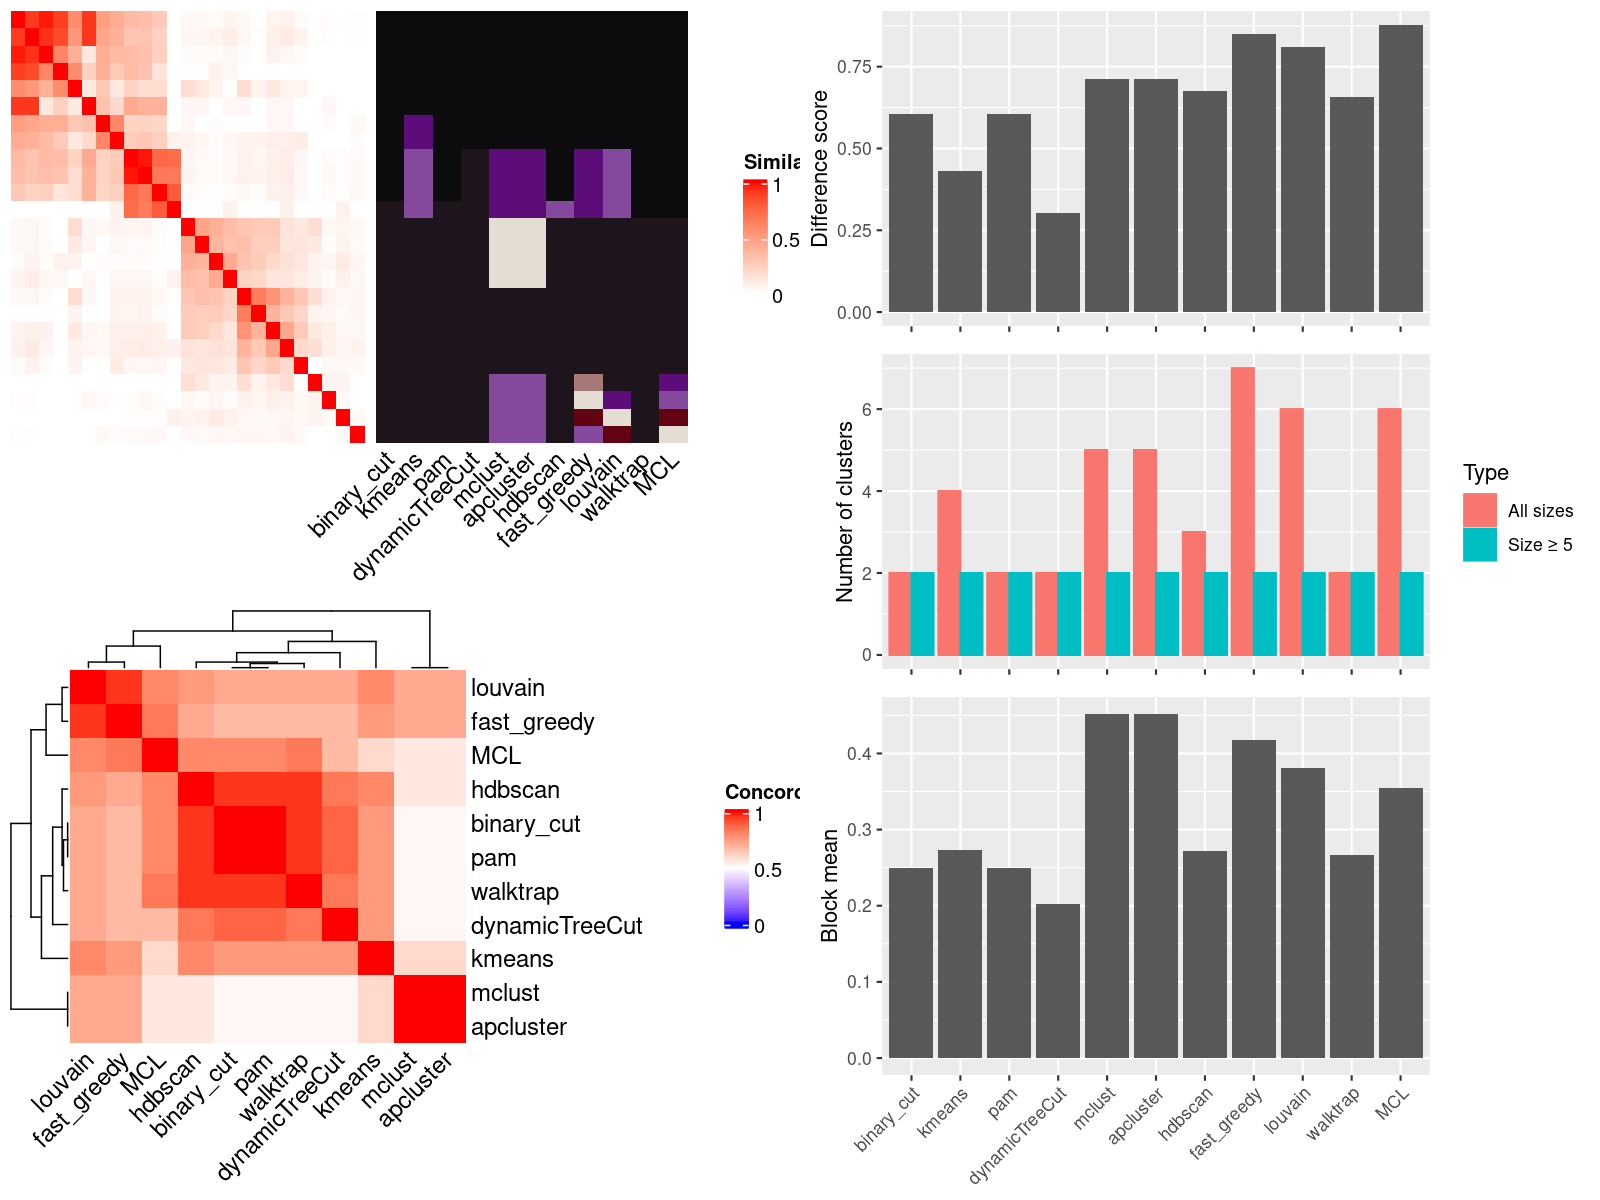 Simila
1
0.5
0
binary_cut
kmeans
pam
dynamicTreeCut
mclust
apcluster
hdbscan
fast_greedy
louvain
walktrap
MCL
louvain
fast_greedy
MCL
hdbscan
binary_cut
pam
walktrap
dynamicTreeCut
kmeans
mclust
apcluster
louvain
fast_greedy
MCL
hdbscan
binary_cut
pam
walktrap
dynamicTreeCut
kmeans
mclust
apcluster
Concord
1
0.5
0
Difference score
0.75
0.50
0.25
0.00
Number of clusters
6
4
2
0
Type
All sizes
Size ≥ 5
Block mean
0.4
0.3
0.2
0.1
0.0
binary_cut
kmeans
pam
dynamicTreeCut
mclust
apcluster
hdbscan
fast_greedy
louvain
walktrap
MCL